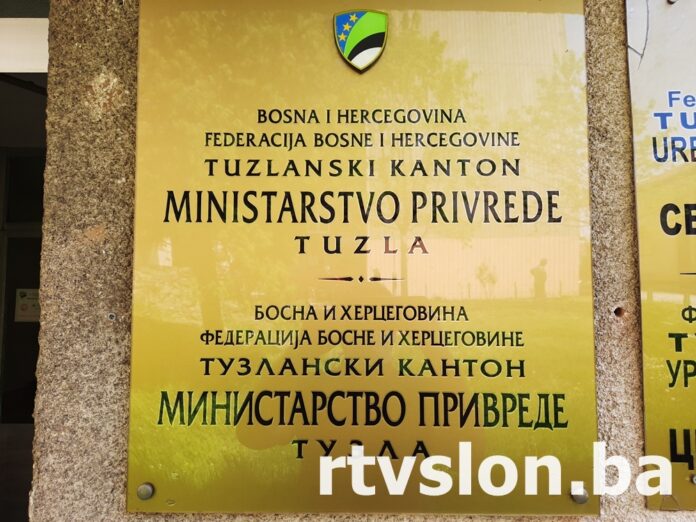 BOSNA I HERCEGOVINA
FEDERACIJA BOSNE I HERCEGOVINE
TUZLANSKI KANTON
MINISTARSTVO PRIVREDE
TUZLA
БОСНА И ХЕРЦЕГОВИНА
ФЕДЕРАЦИЈА БОСНЕ И ХЕРЦЕГОВИНЕ
ТУЗЛАНСКИ КАНТОН
МИНИСТАРСТВО ПРИВРЕДЕ
ТУЗЛА
rtvslon.ba